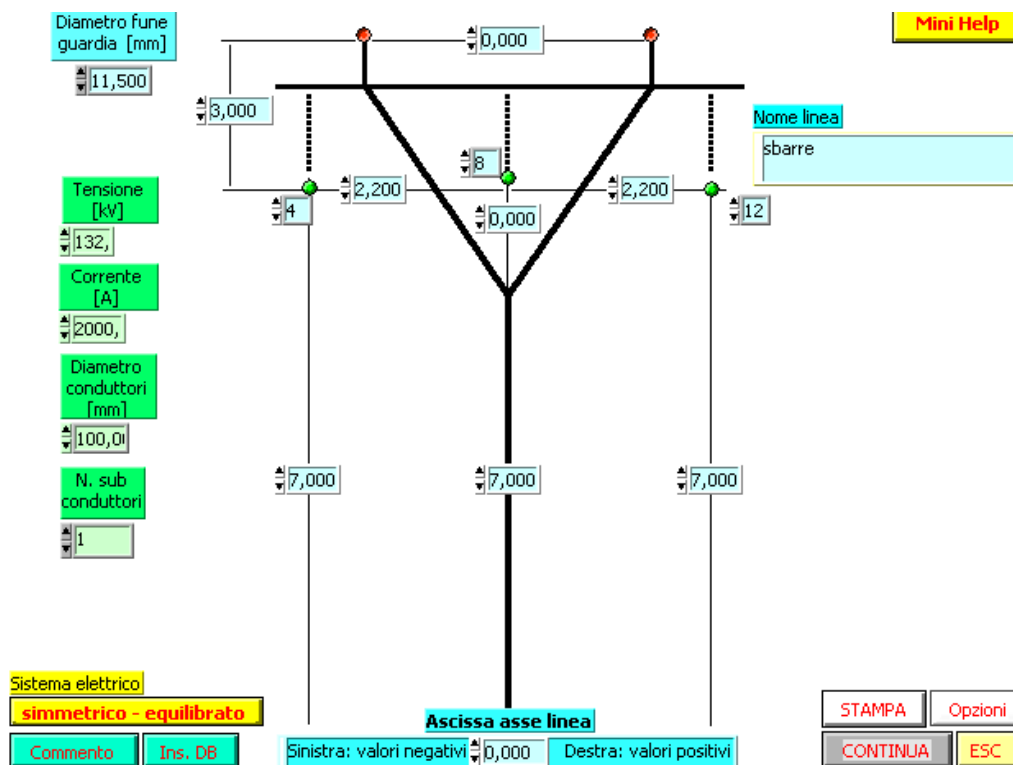 Diametro fune
guardia [mm]
11,500
0,000
Mini Help
3,000
Nome linea
sbarre
8
Tensione
[kV]
132,
4
2,200
2,200
12
0,000
Corrente
[A]
2000,
Diametro
conduttori
[mm]
100,0
N. sub
conduttori
1
7,000
7,000
7,000
Sistema elettrico
simmetrico - equilibrato
Commento
Ins. DB
Ascissa asse linea
Sinistra: valori negativi
0,000
Destra: valori positivi
STAMPA
Opzioni
CONTINUA
ESC